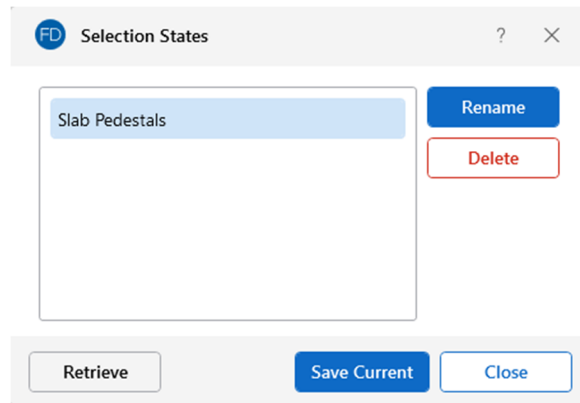 FD Selection States ?
Slab Pedestals
Rename
Delete
Retrieve Save Current Close